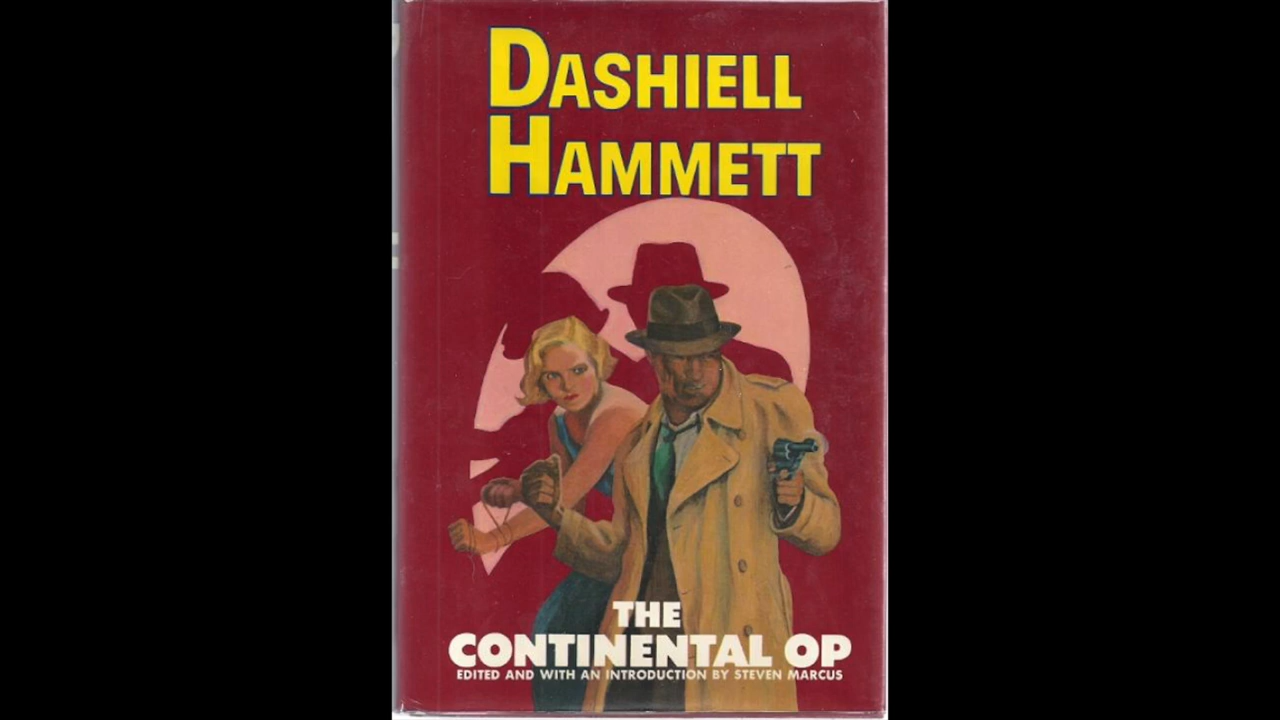 DASHIELL
HAMMETT
THE
CONTINENTAL OP
EDITED AND WITH AN INTRODUCTION BY STEVEN MARCUS